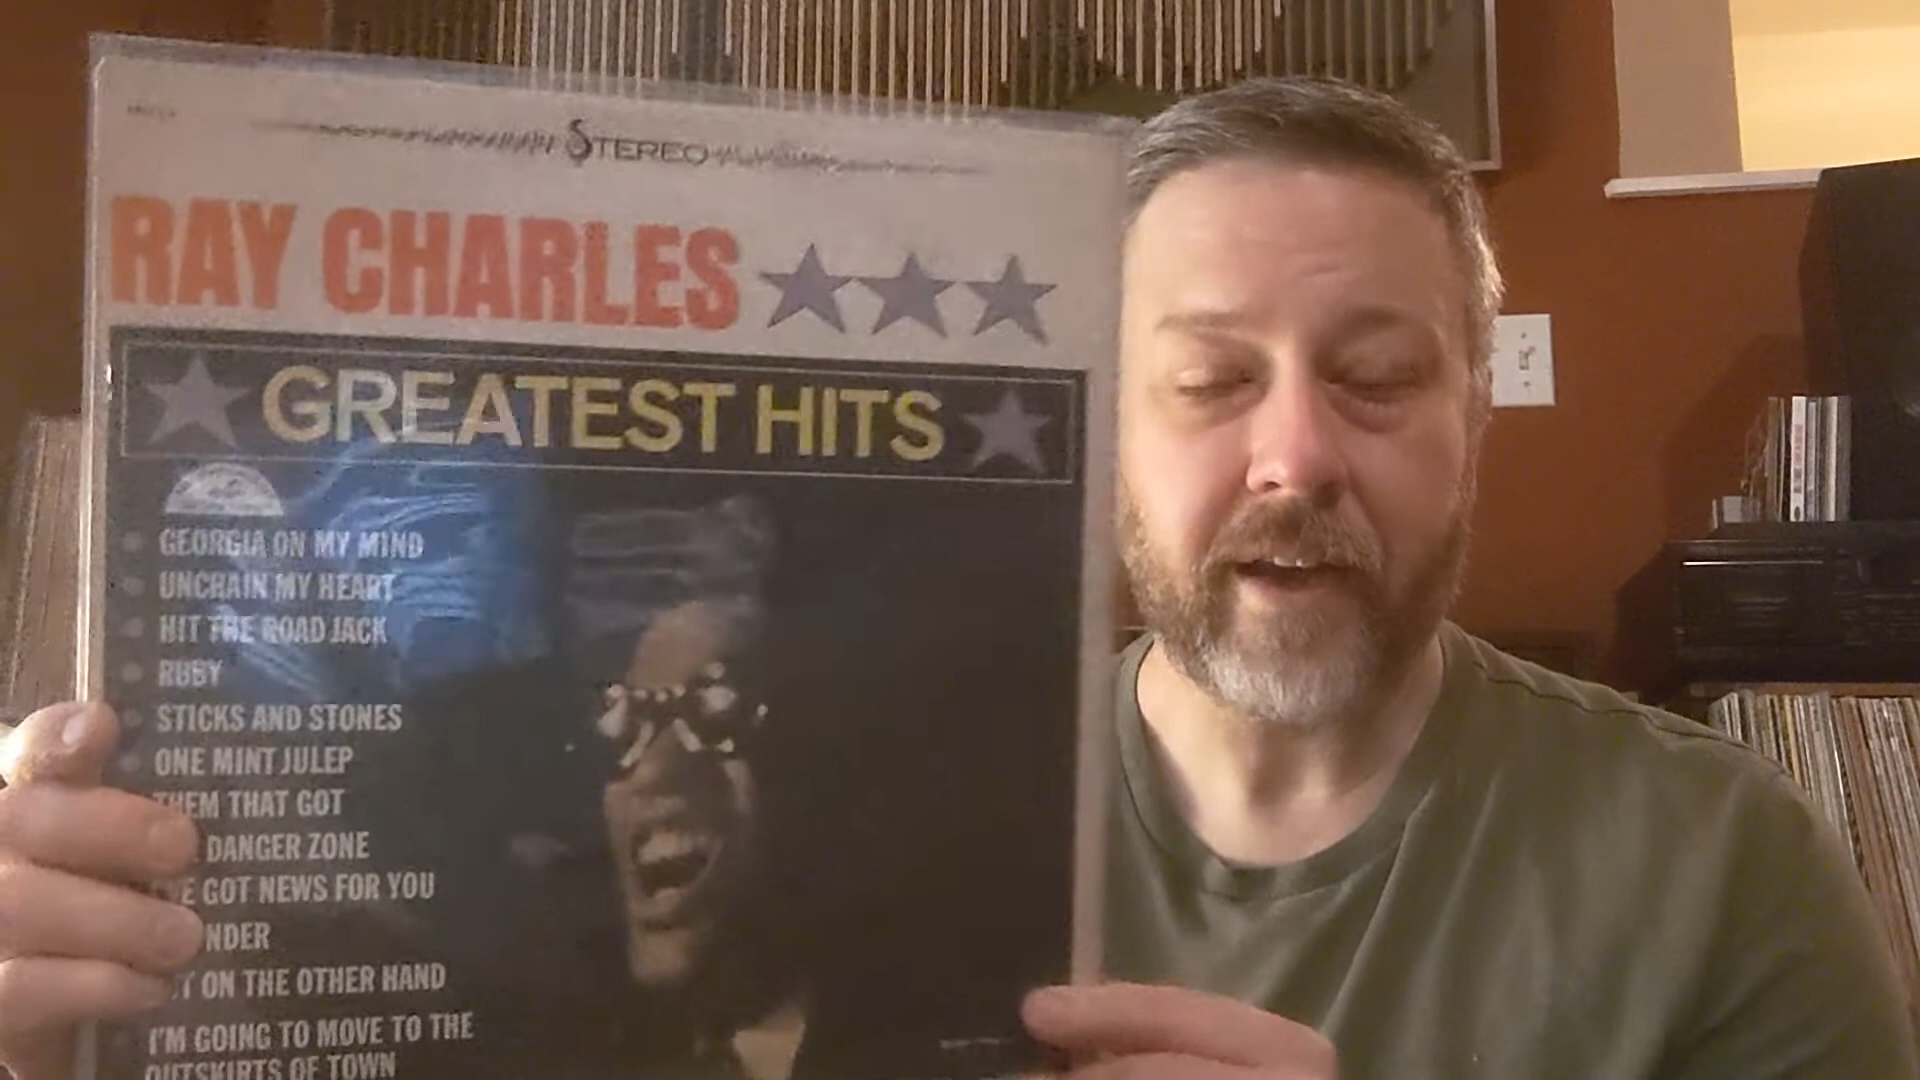 STEREO
RAY CHARLES
GREATEST HITS
GEORGIA ON MY MIND
UNCHAIN MY HEART
HIT THE ROAD JACK
RUBY
STICKS AND STONES
ONE MINT JULEP
THEM THAT GOT
DANGER ZONE
GOT NEWS FOR YOU
ON THE OTHER HAND
I'M GOING TO MOVE TO THE
OUTSKIRTS OF TOWN